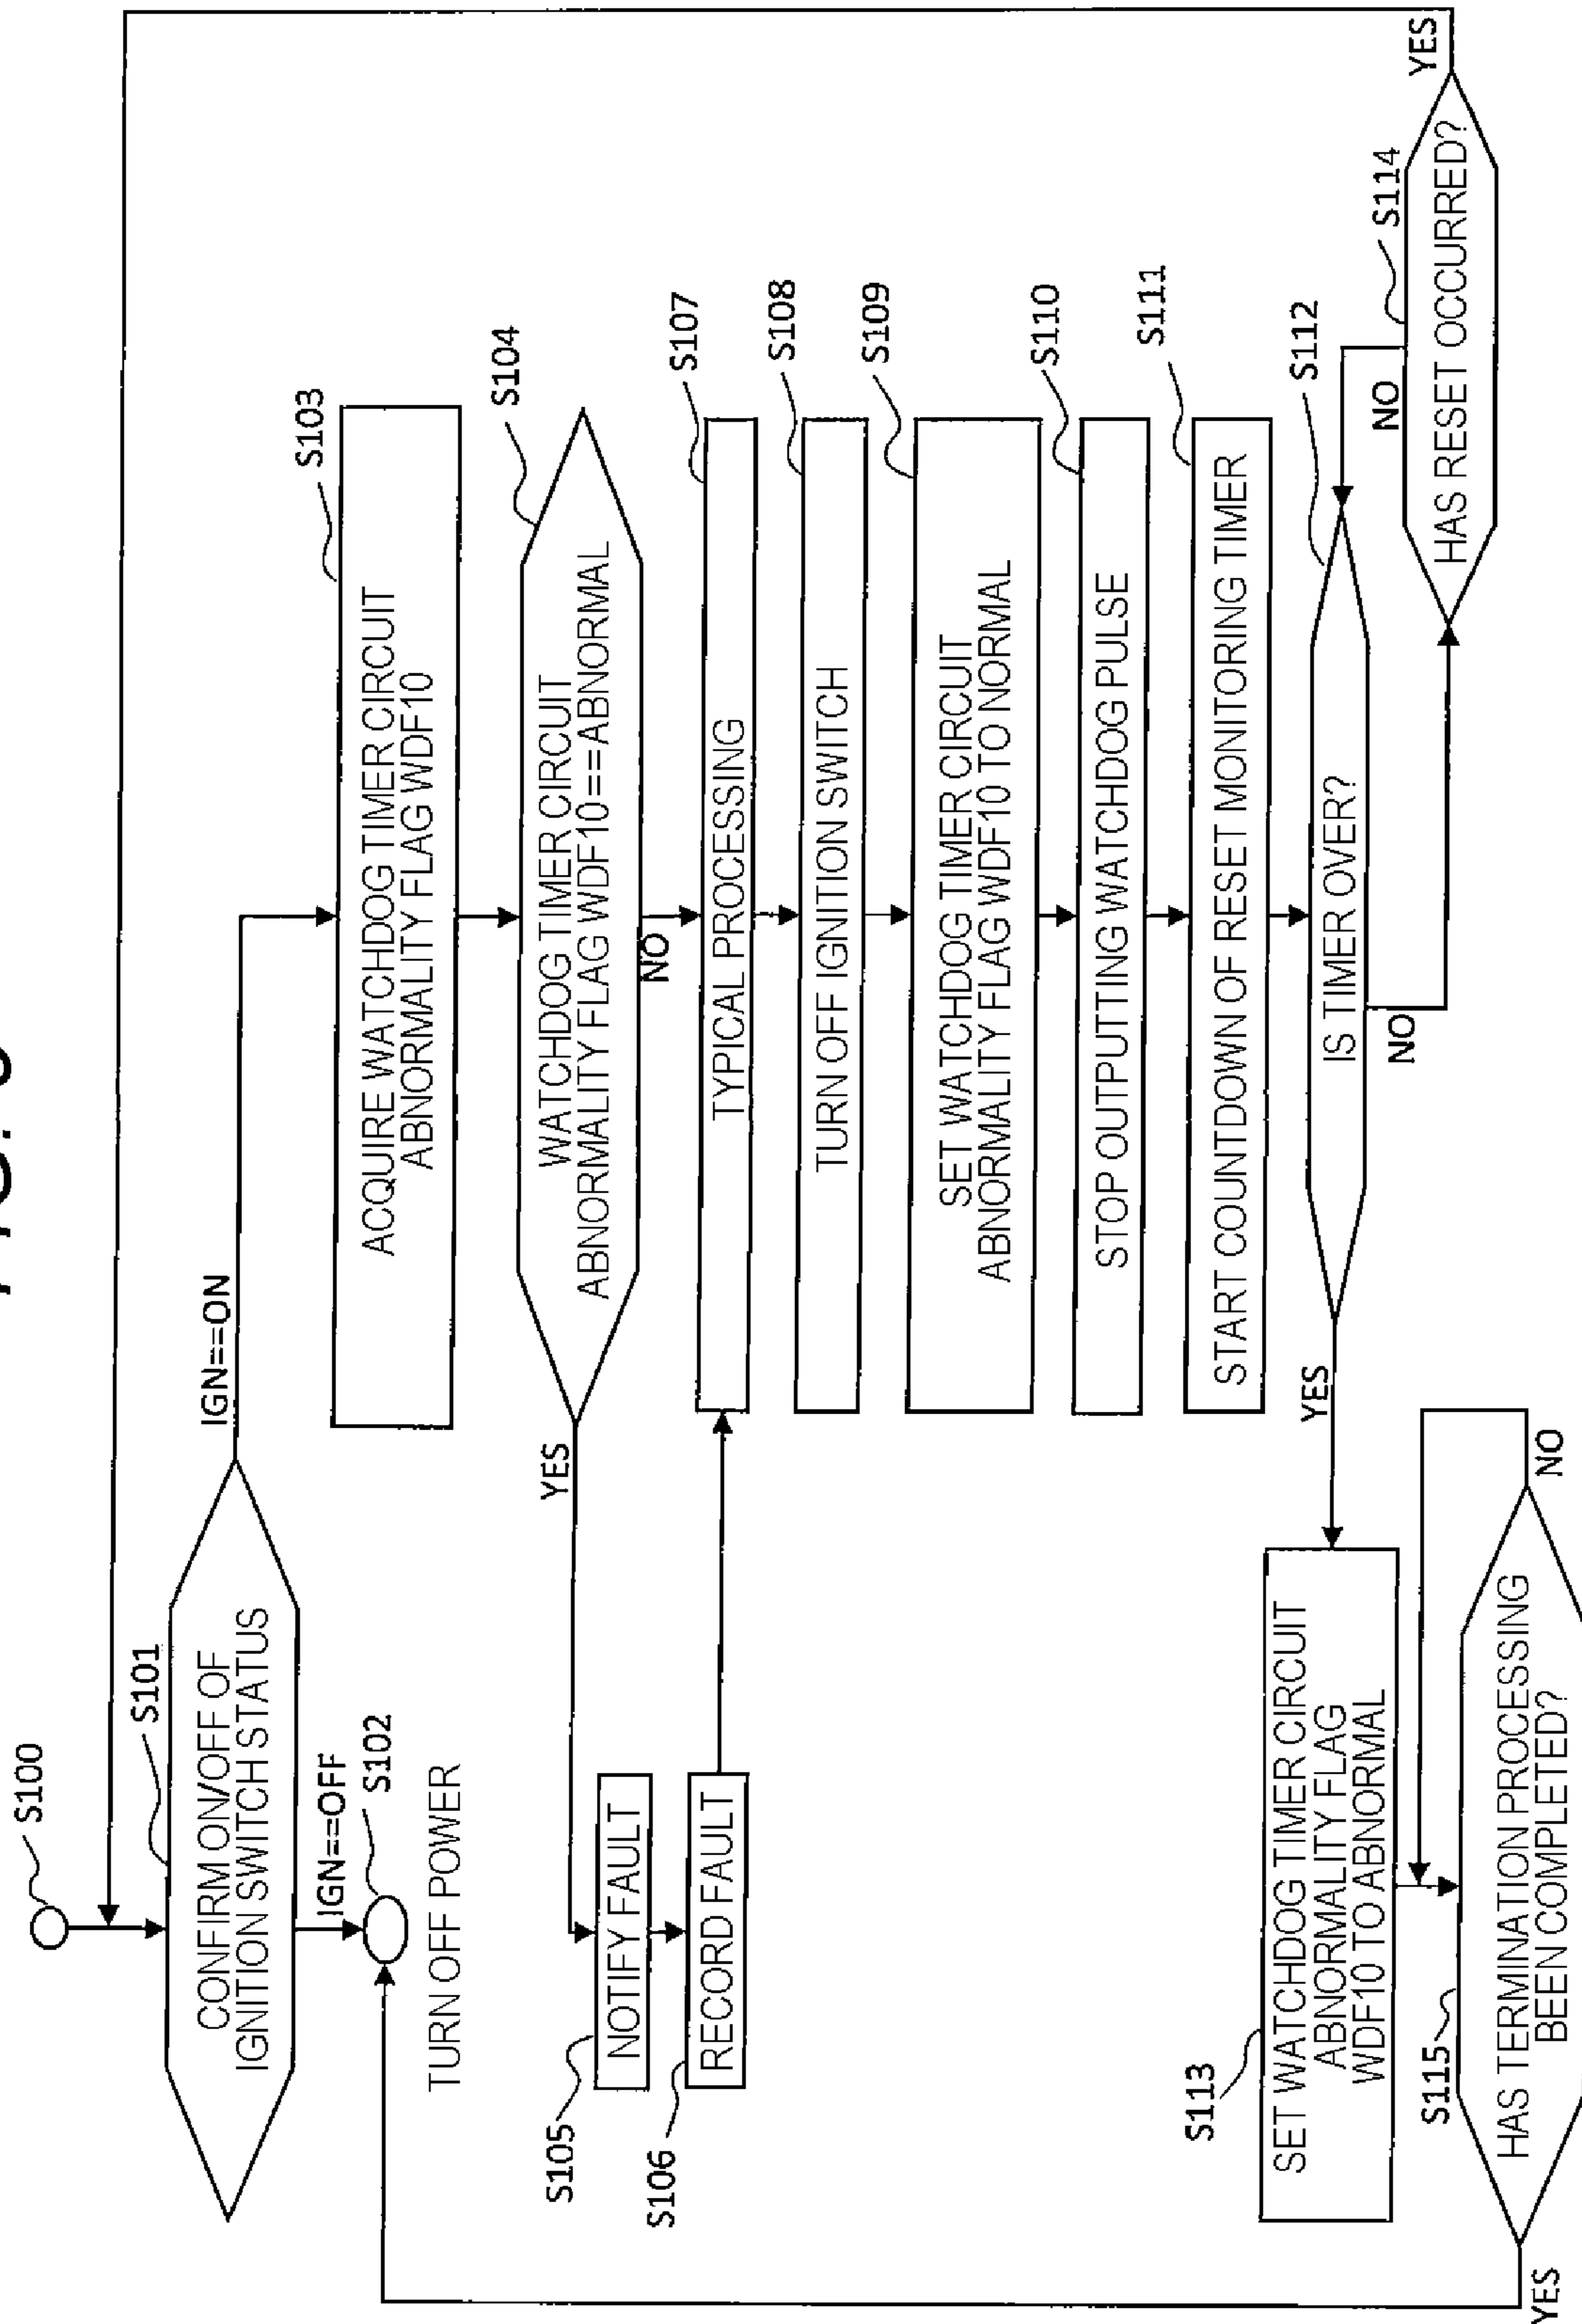 S100
CONFIRM ON/OFF OF
IGNITION SWITCH STATUS
S101
IGN==ON
IGN==OFF
S102
TURN OFF POWER
ACQUIRE WATCHDOG TIMER CIRCUIT
ABNORMALITY FLAG WDF10
S103
WATCHDOG TIMER CIRCUIT
ABNORMALITY FLAG WDF10==ABNORMAL
S104
YES
NO
S105
NOTIFY FAULT
S106
RECORD FAULT
TYPICAL PROCESSING
S107
TURN OFF IGNITION SWITCH
S108
SET WATCHDOG TIMER CIRCUIT
ABNORMALITY FLAG WDF10 TO NORMAL
S109
STOP OUTPUTTING WATCHDOG PULSE
S110
START COUNTDOWN OF RESET MONITORING TIMER
S111
IS TIMER OVER?
S112
YES
NO
HAS RESET OCCURRED?
S114
NO
YES
S113
SET WATCHDOG TIMER CIRCUIT
ABNORMALITY FLAG
WDF10 TO ABNORMAL
S115
HAS TERMINATION PROCESSING
BEEN COMPLETED?
NO
YES